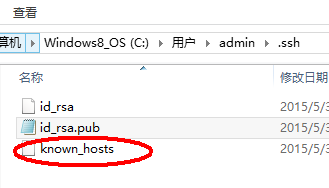 查看
算机 Windows8_OS (C:) 用户 admin .ssh
名称 修改日期
id_rsa 2015/5/3
id_rsa.pub 2015/5/3
known_hosts 2015/5/3